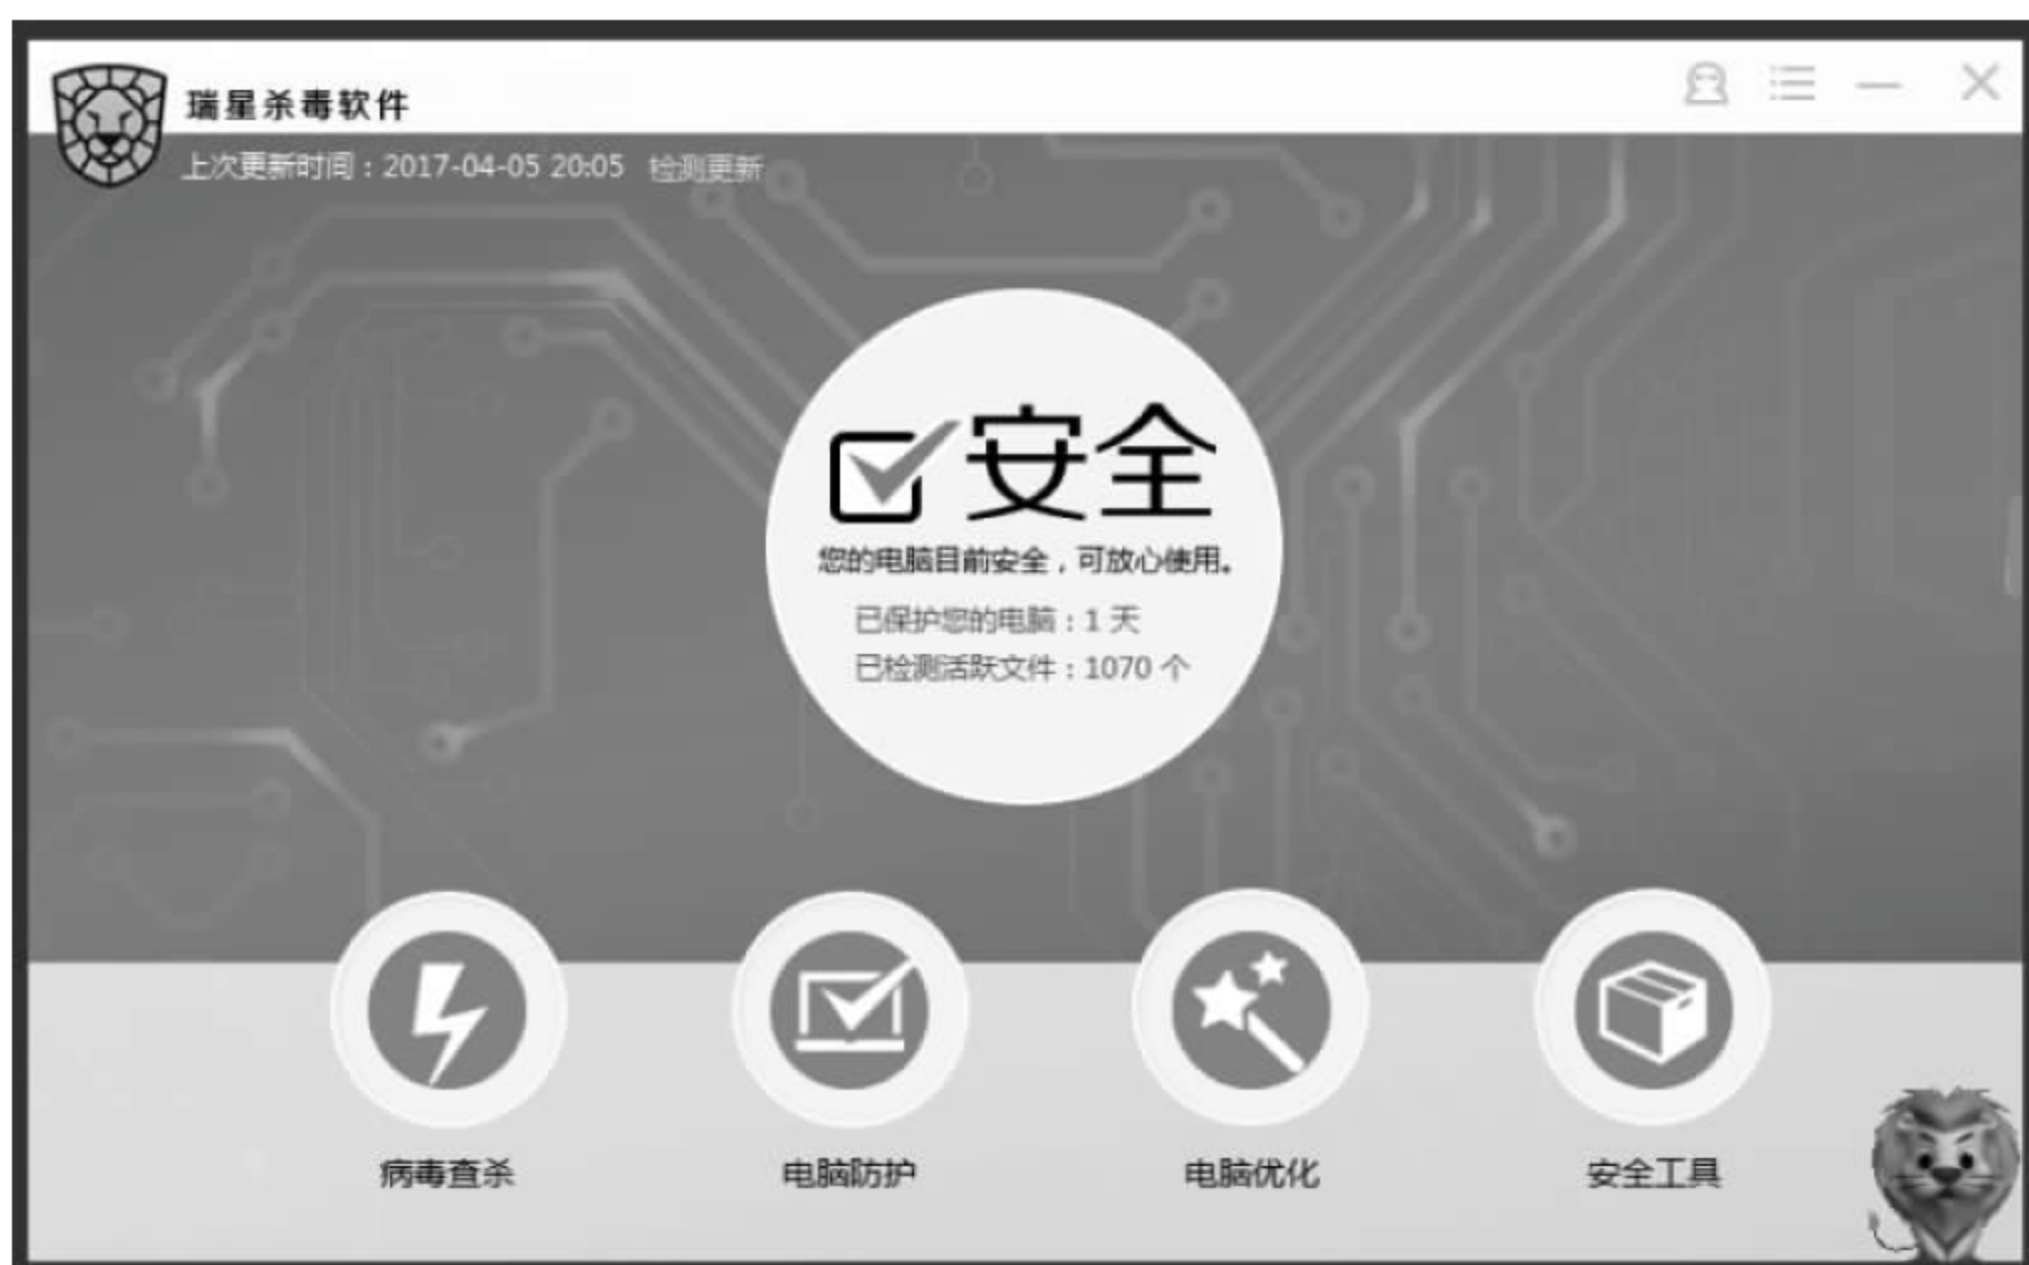 瑞星杀毒软件
上次更新时间：2017-04-05 20:05 检测更新
安全
您的电脑目前安全，可放心使用。
已保护您的电脑：1 天
已检测活跃文件：1070 个
病毒查杀 电脑防护 电脑优化 安全工具